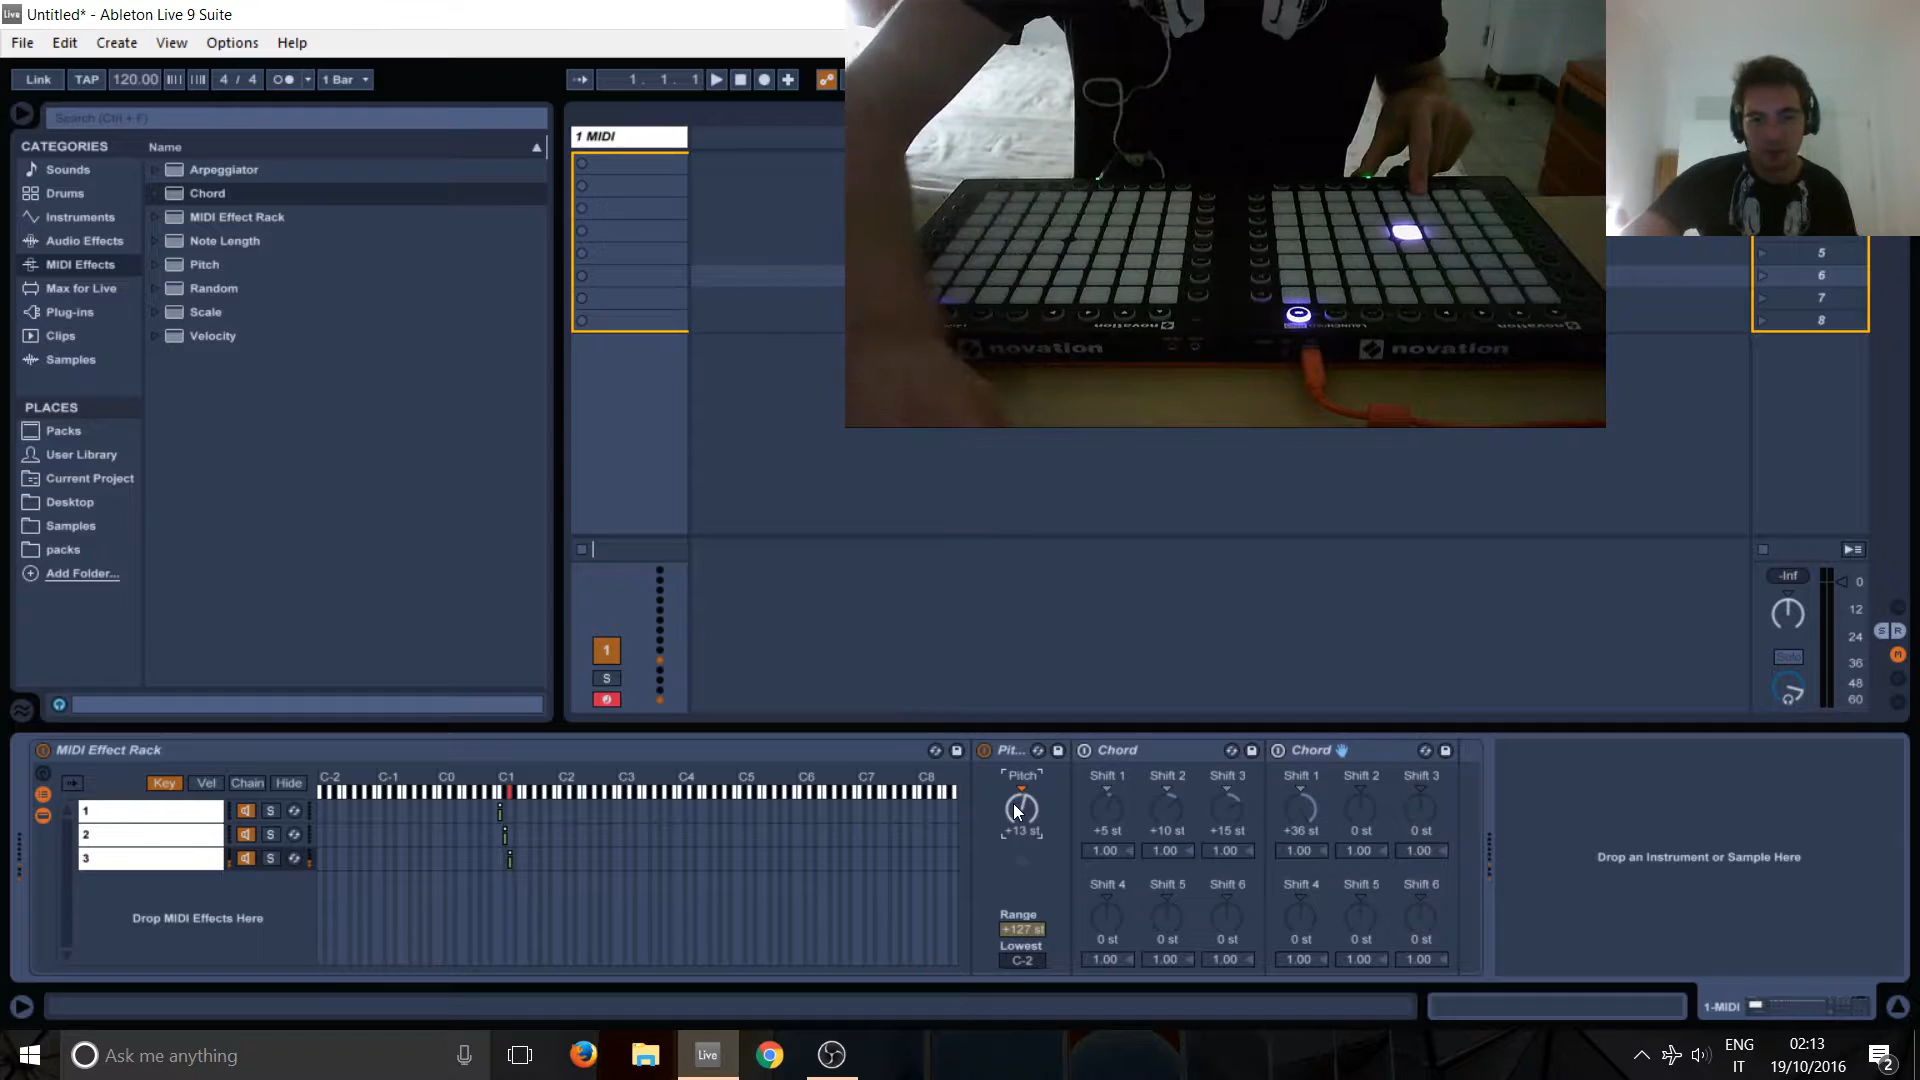 Untitled* - Ableton Live 9 Suite
File Edit Create View Options Help
Link TAP 120.00 4 / 4 1 Bar
1. 1. 1
Search (Ctrl + F)
CATEGORIES
Sounds
Drums
Instruments
Audio Effects
MIDI Effects
Max for Live
Plug-ins
Clips
Samples
PLACES
Packs
User Library
Current Project
Desktop
Samples
packs
Add Folder...
Name
Arpeggiator
Chord
MIDI Effect Rack
Note Length
Pitch
Random
Scale
Velocity
1 MIDI
novation
novation
5
6
7
8
1
S
-Inf
0
12
24
36
48
60
Solo
S R
M
MIDI Effect Rack
Key Vel Chain Hide
C-2 C-1 C0 C1 C2 C3 C4 C5 C6 C7 C8
1 S
2 S
3 S
Drop MIDI Effects Here
Pit...
Pitch
+13 st
Range
+127 st
Lowest
C-2
Chord
Shift 1 Shift 2 Shift 3
+5 st +10 st +15 st
1.00 1.00 1.00
Shift 4 Shift 5 Shift 6
0 st 0 st 0 st
1.00 1.00 1.00
Chord
Shift 1 Shift 2 Shift 3
+36 st 0 st 0 st
1.00 1.00 1.00
Shift 4 Shift 5 Shift 6
0 st 0 st 0 st
1.00 1.00 1.00
Drop an Instrument or Sample Here
1-MIDI
Ask me anything
Live
ENG
IT
02:13
19/10/2016
2